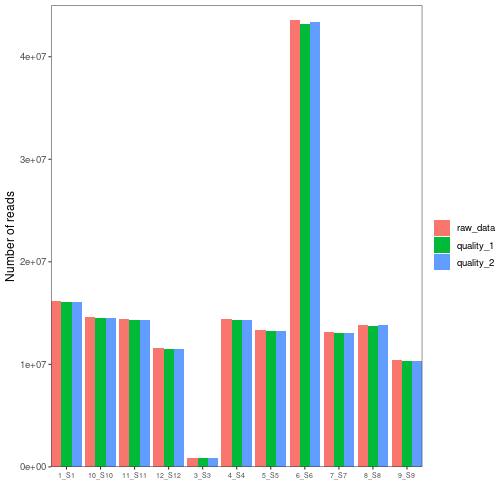 4e+07
3e+07
2e+07
1e+07
0e+00
Number of reads
1_S1 10_S10 11_S11 12_S12 3_S3 4_S4 5_S5 6_S6 7_S7 8_S8 9_S9
raw_data
quality_1
quality_2